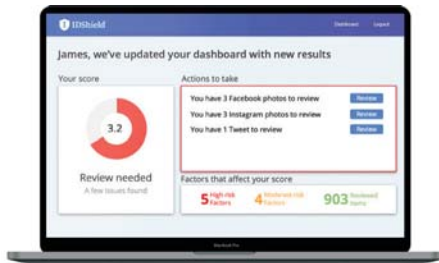 IDShield
Dashboard Logout
James, we've updated your dashboard with new results
Your score
3.2
Review needed
A few issues found
Actions to take
You have 3 Facebook photos to review Review
You have 3 Instagram photos to review Review
You have 1 Tweet to review Review
Factors that affect your score
5 High risk Factors
4 Moderate risk Factors
903 Reviewed Items
MacBook Pro